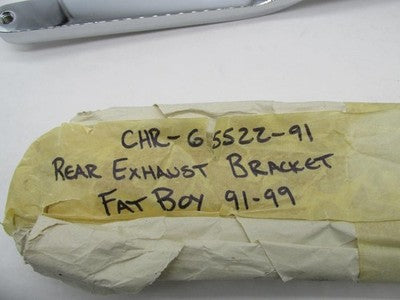 CHR-65522-91
REAR EXHAUST BRACKET
FAT BOY 91-99